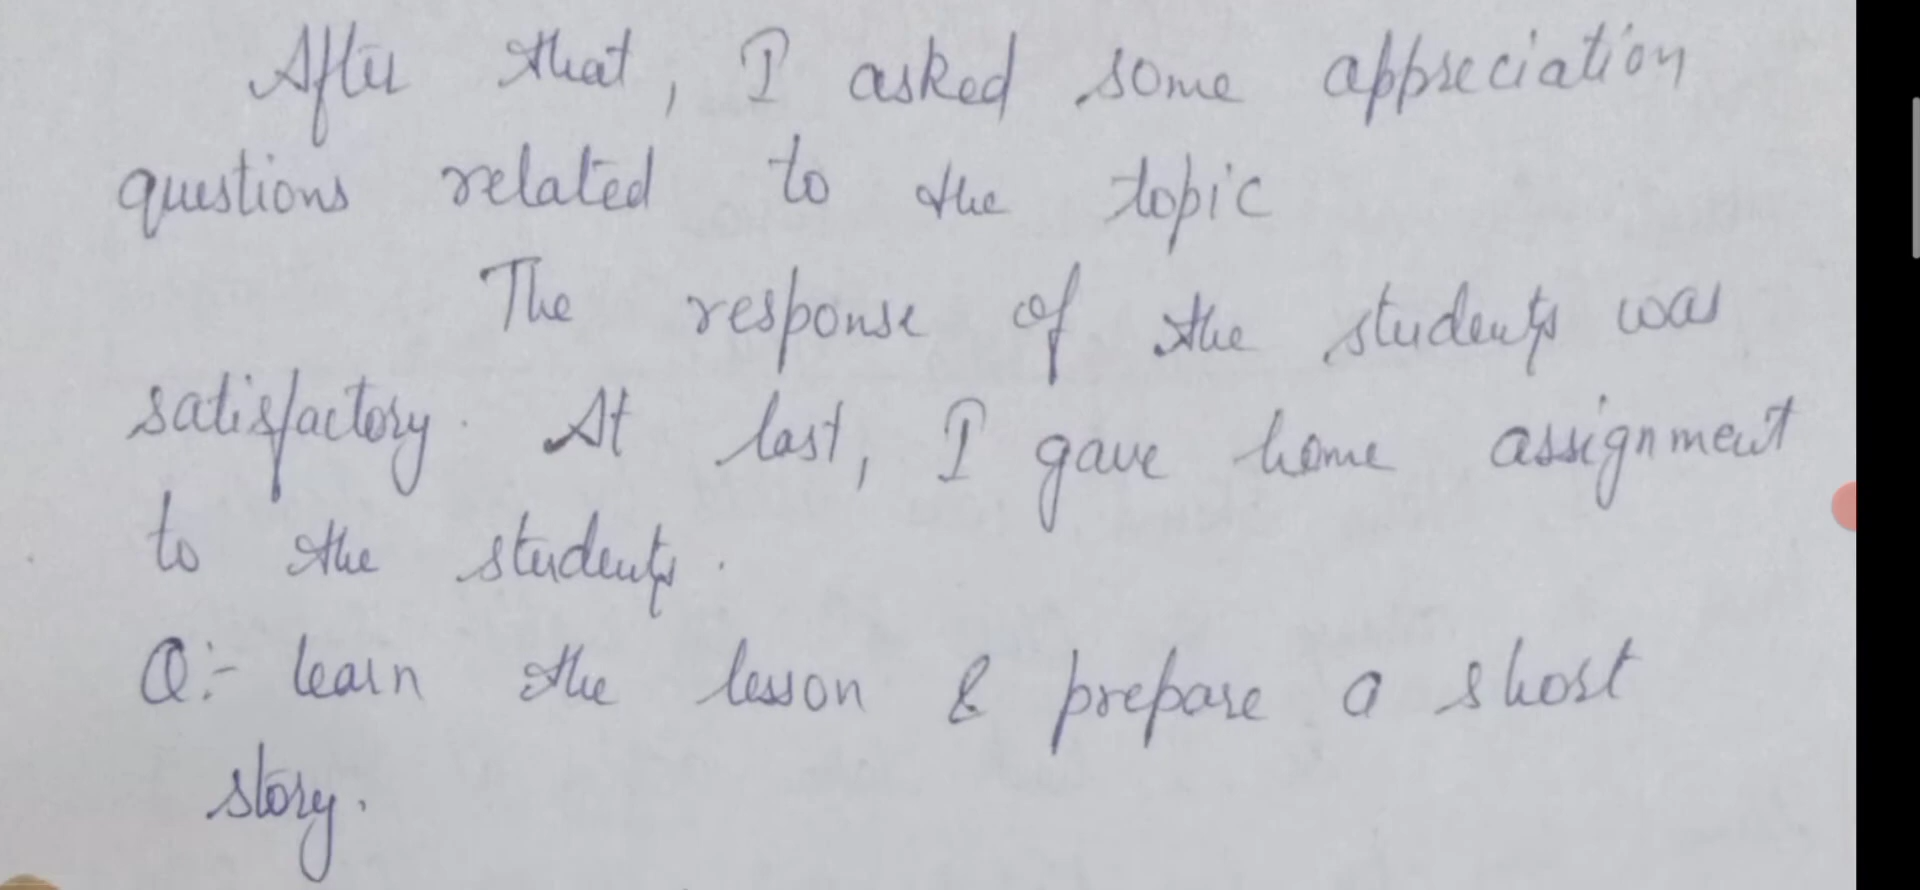 After that, I asked some appreciation
questions related to the topic
The response of the students was
satisfactory. At last, I gave home assignment
to the students.
Q:- learn the lesson & prepare a short
story.